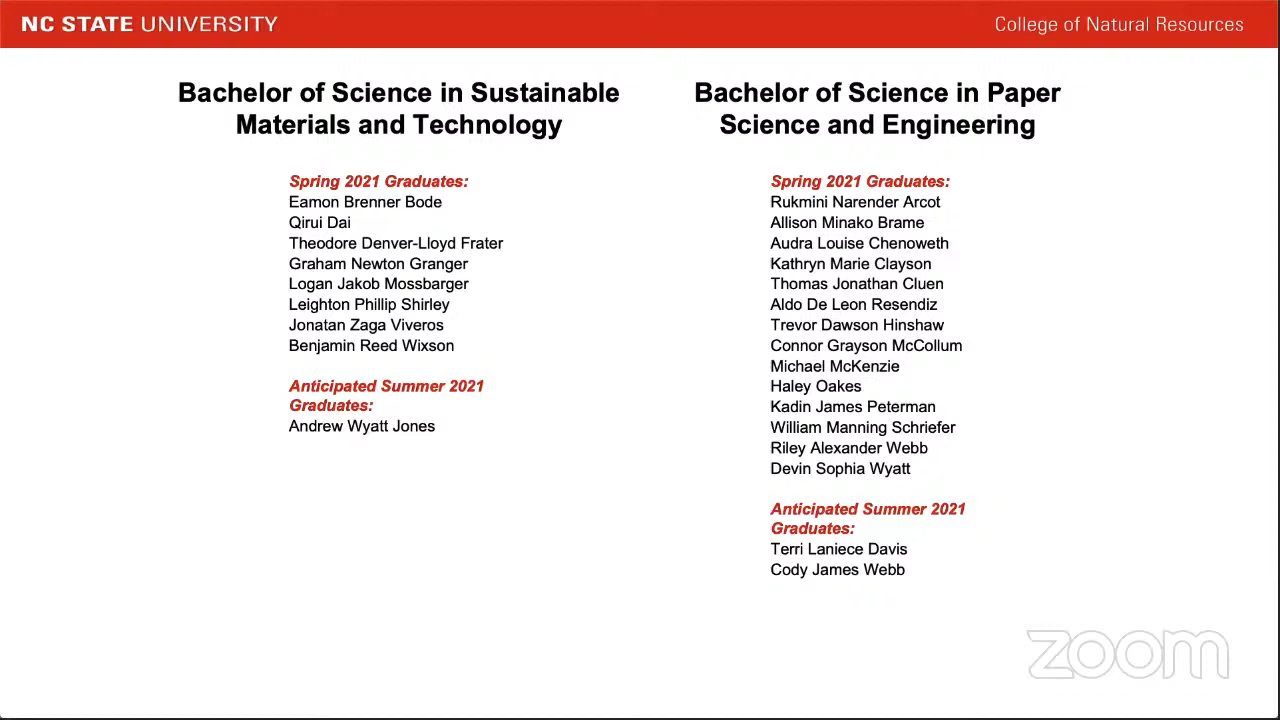 NC STATE UNIVERSITY
College of Natural Resources
Bachelor of Science in Sustainable
Materials and Technology
Spring 2021 Graduates:
Eamon Brenner Bode
Qirui Dai
Theodore Denver-Lloyd Frater
Graham Newton Granger
Logan Jakob Mossbarger
Leighton Phillip Shirley
Jonatan Zaga Viveros
Benjamin Reed Wixson
Anticipated Summer 2021
Graduates:
Andrew Wyatt Jones
Bachelor of Science in Paper
Science and Engineering
Spring 2021 Graduates:
Rukmini Narender Arcot
Allison Minako Brame
Audra Louise Chenoweth
Kathryn Marie Clayson
Thomas Jonathan Cluen
Aldo De Leon Resendiz
Trevor Dawson Hinshaw
Connor Grayson McCollum
Michael McKenzie
Haley Oakes
Kadin James Peterman
William Manning Schriefer
Riley Alexander Webb
Devin Sophia Wyatt
Anticipated Summer 2021
Graduates:
Terri Laniece Davis
Cody James Webb
zoom